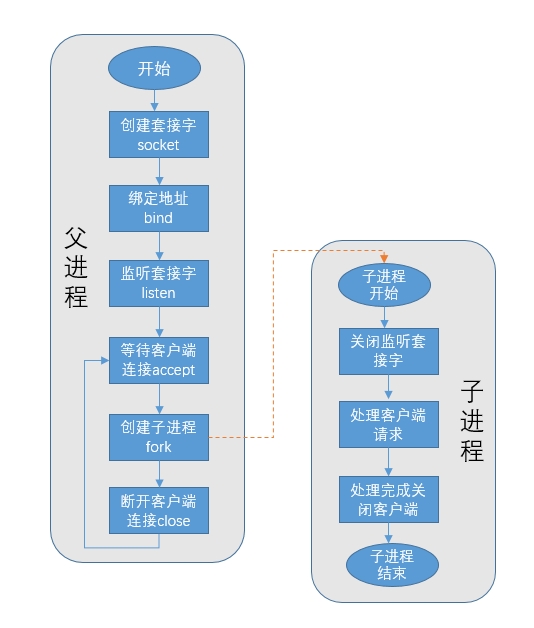 开始
创建套接字
socket
绑定地址
bind
监听套接字
listen
等待客户端
连接accept
创建子进程
fork
断开客户端
连接close
父
进
程
子进程
开始
关闭监听套
接字
处理客户端
请求
处理完成关
闭客户端
子进程
结束
子
进
程